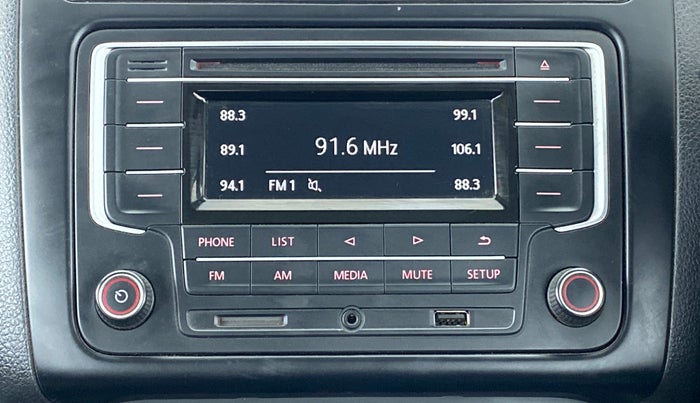 88.3 99.1
89.1 91.6 MHz 106.1
94.1 FM 1 88.3
PHONE LIST
FM AM MEDIA MUTE SETUP